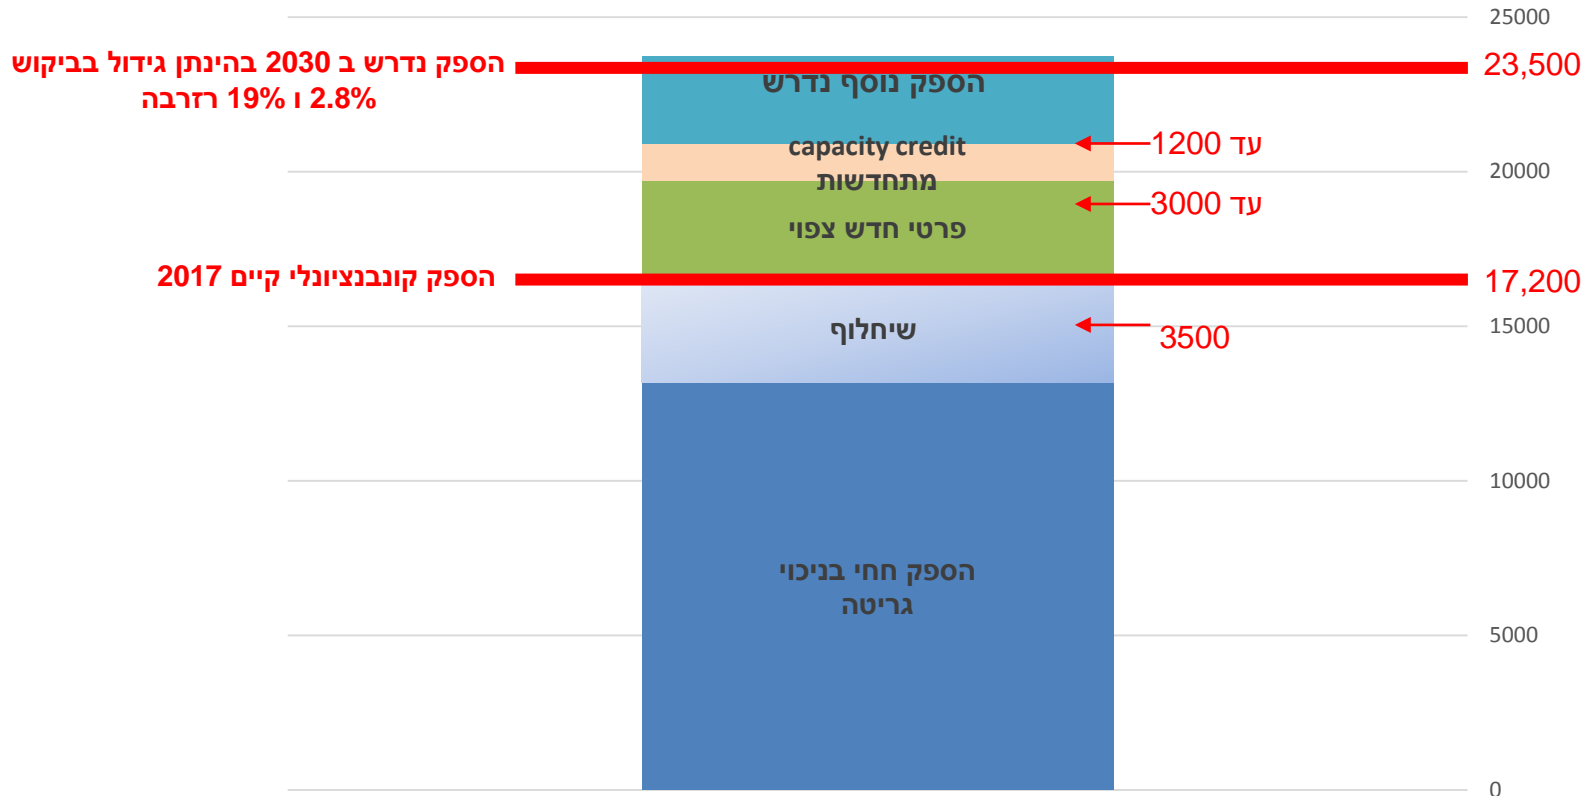 25000
הספק נדרש ב 2030 בהינתן גידול בביקוש
2.8% ו 19% רזרבה
23,500
הספק נוסף נדרש
capacity credit
מתחדשות
עד 1200
20000
עד 3000
פרטי חדש צפוי
הספק קונבנציונלי קיים 2017
17,200
שיחלוף
3500
15000
10000
הספק חחי בניכוי
גריטה
5000
0